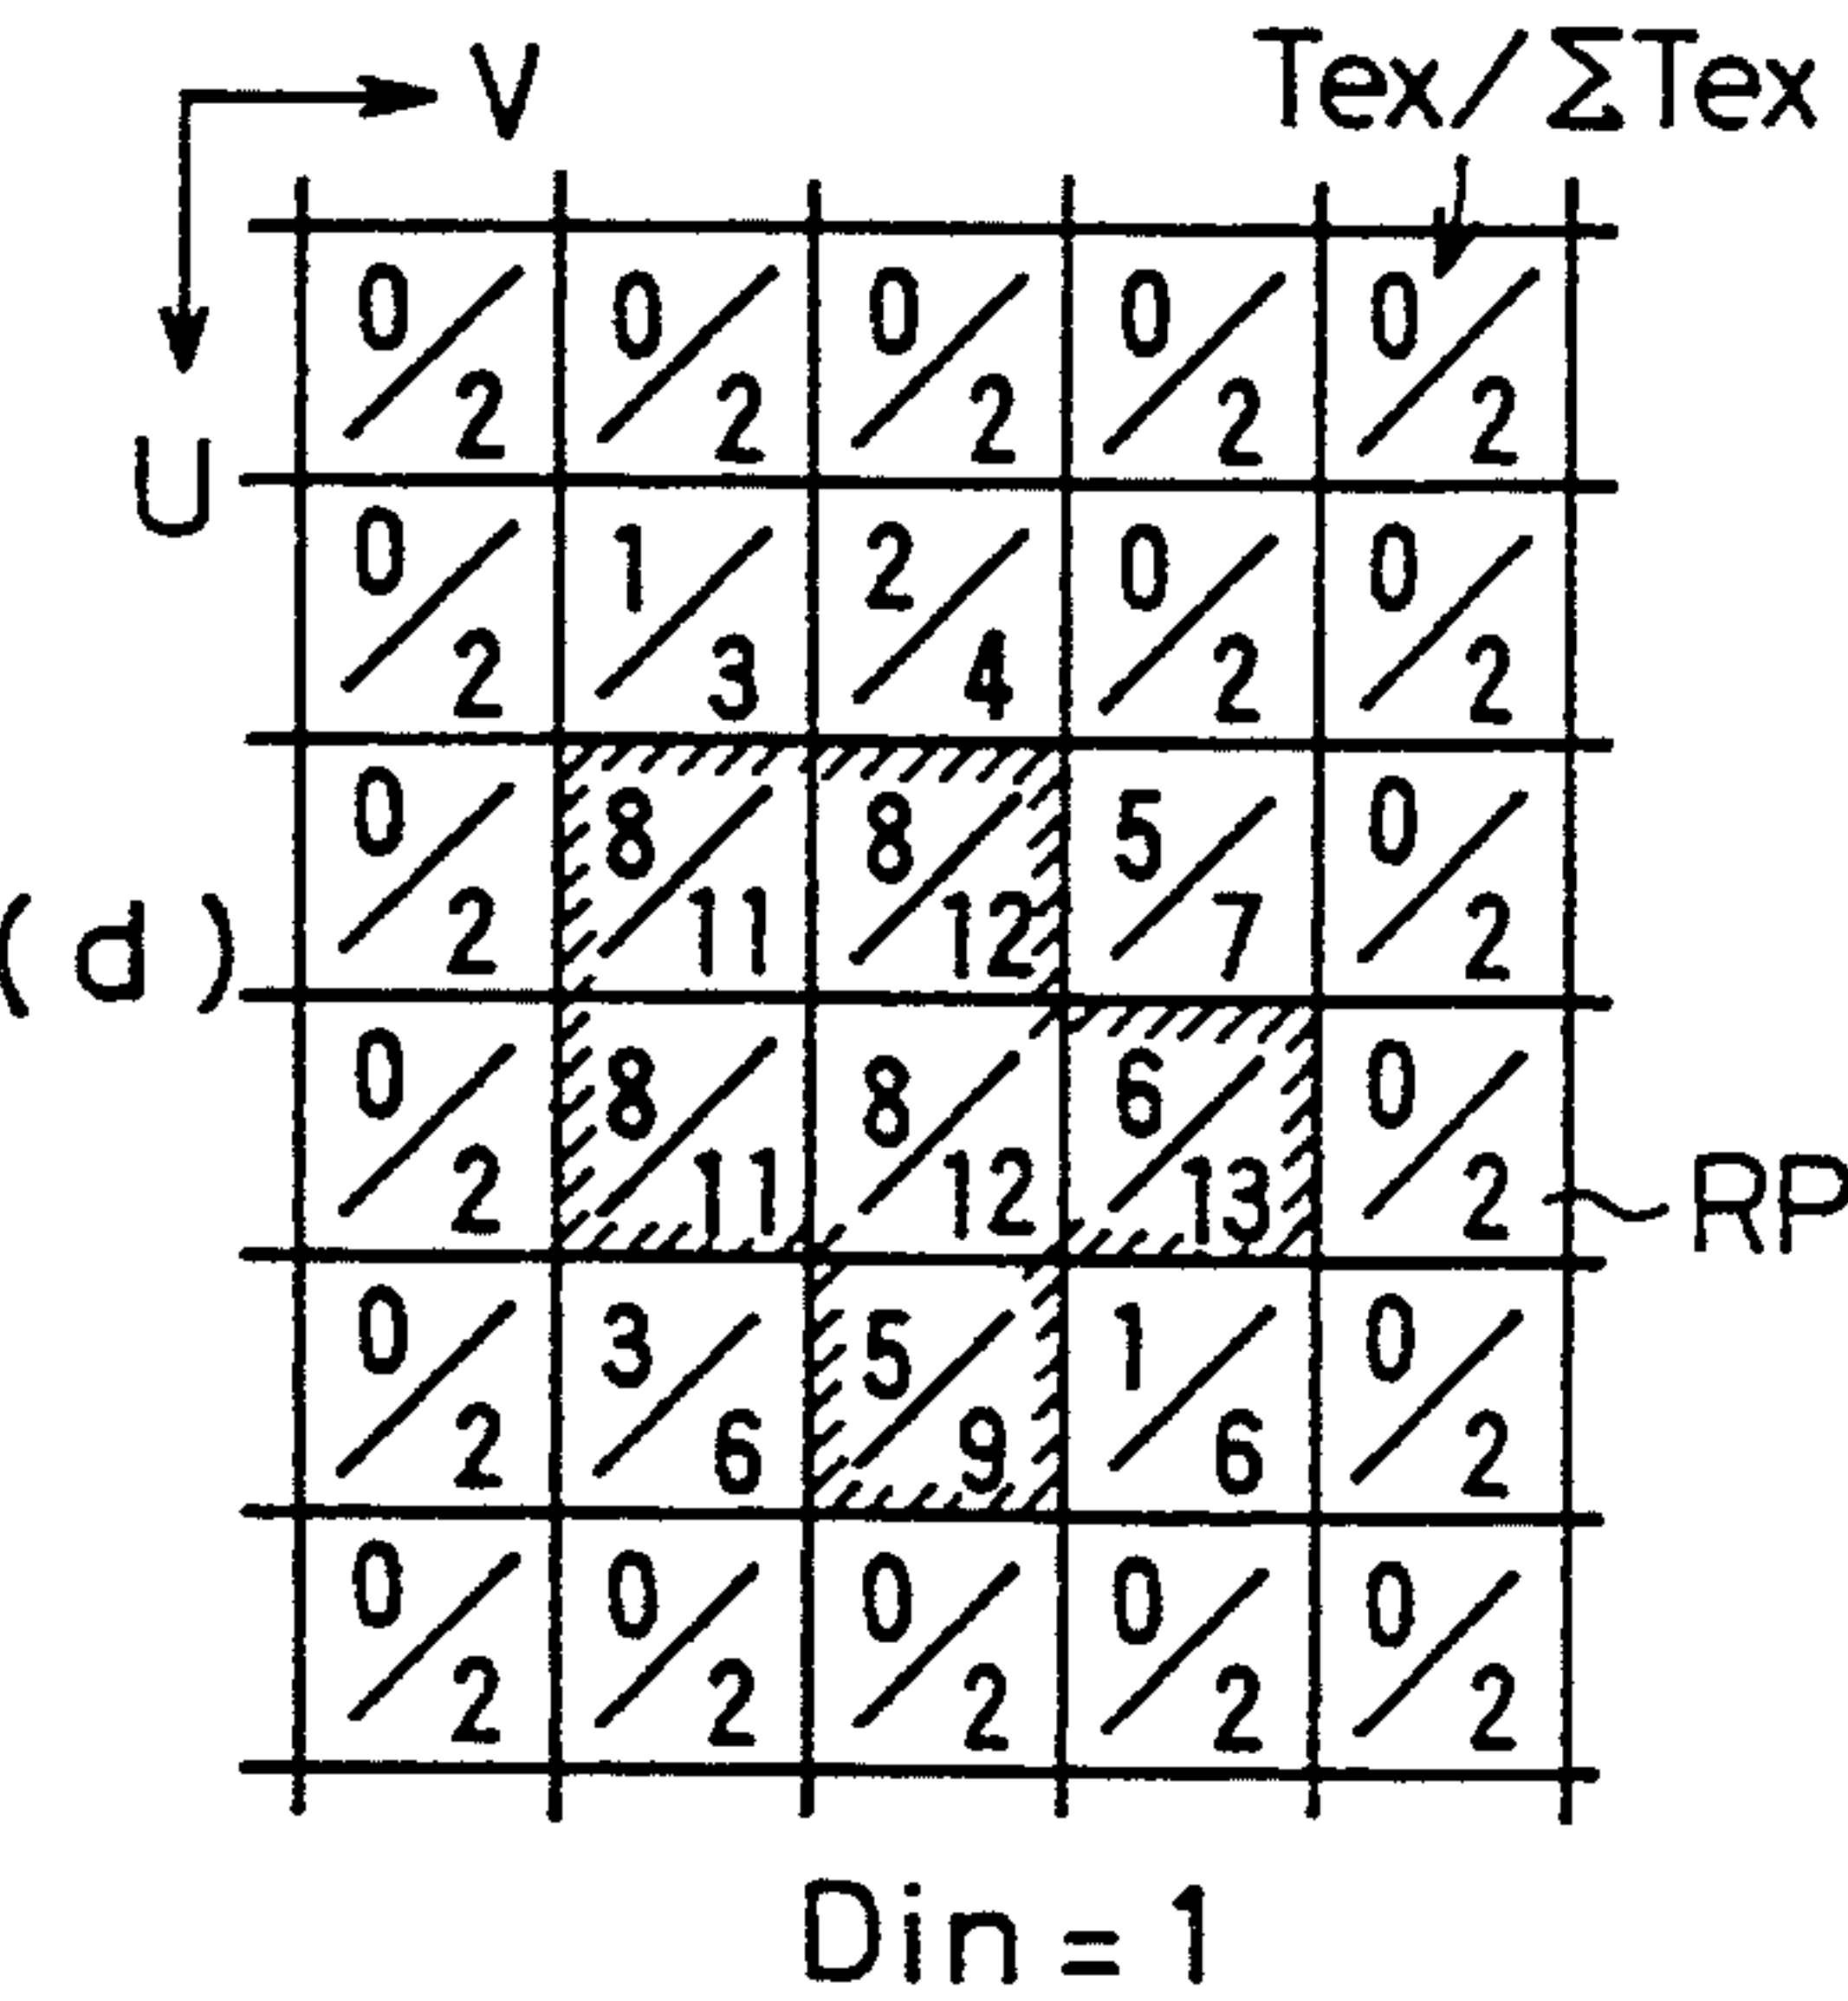 V Tex/ΣTex
U
0/2 0/2 0/2 0/2 0/2
0/2 1/3 2/4 0/2 0/2
(d) 0/2 8/11 8/12 5/7 0/2
0/2 8/11 8/12 6/13 0/2 RP
0/2 3/6 5/9 1/6 0/2
0/2 0/2 0/2 0/2 0/2
Din = 1